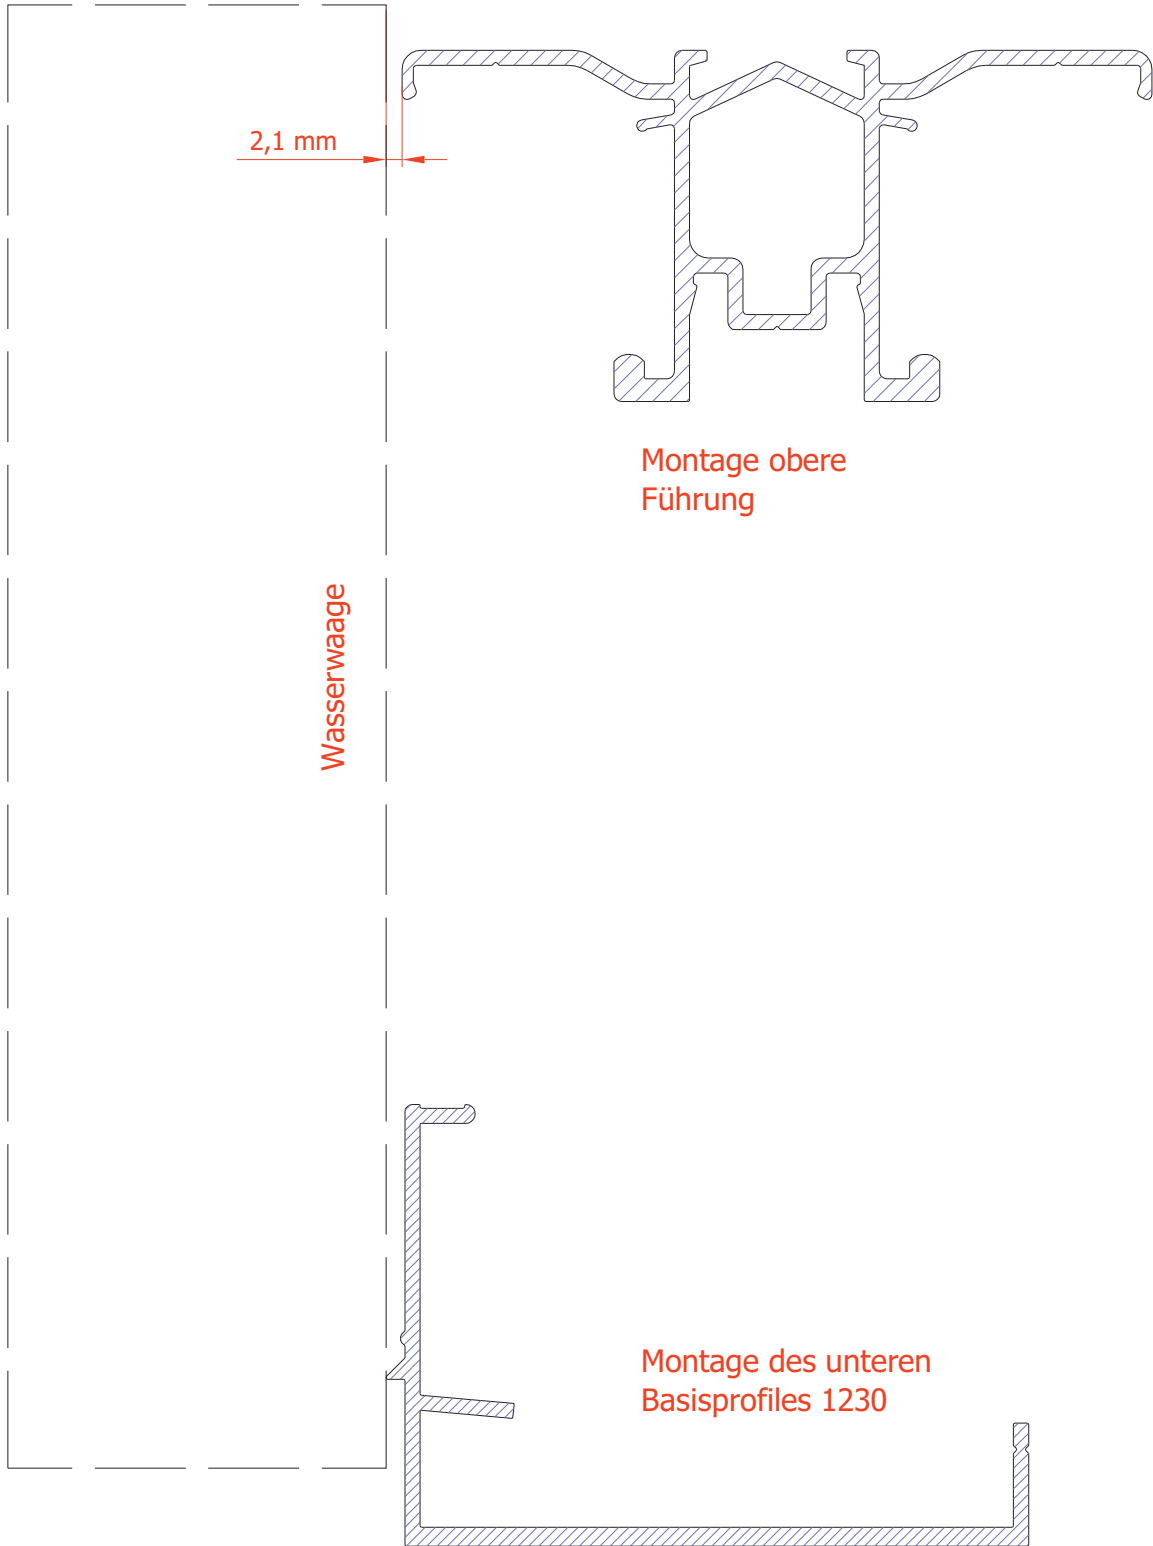 2,1 mm
Montage obere
Führung
Wasserwaage
Montage des unteren
Basisprofiles 1230